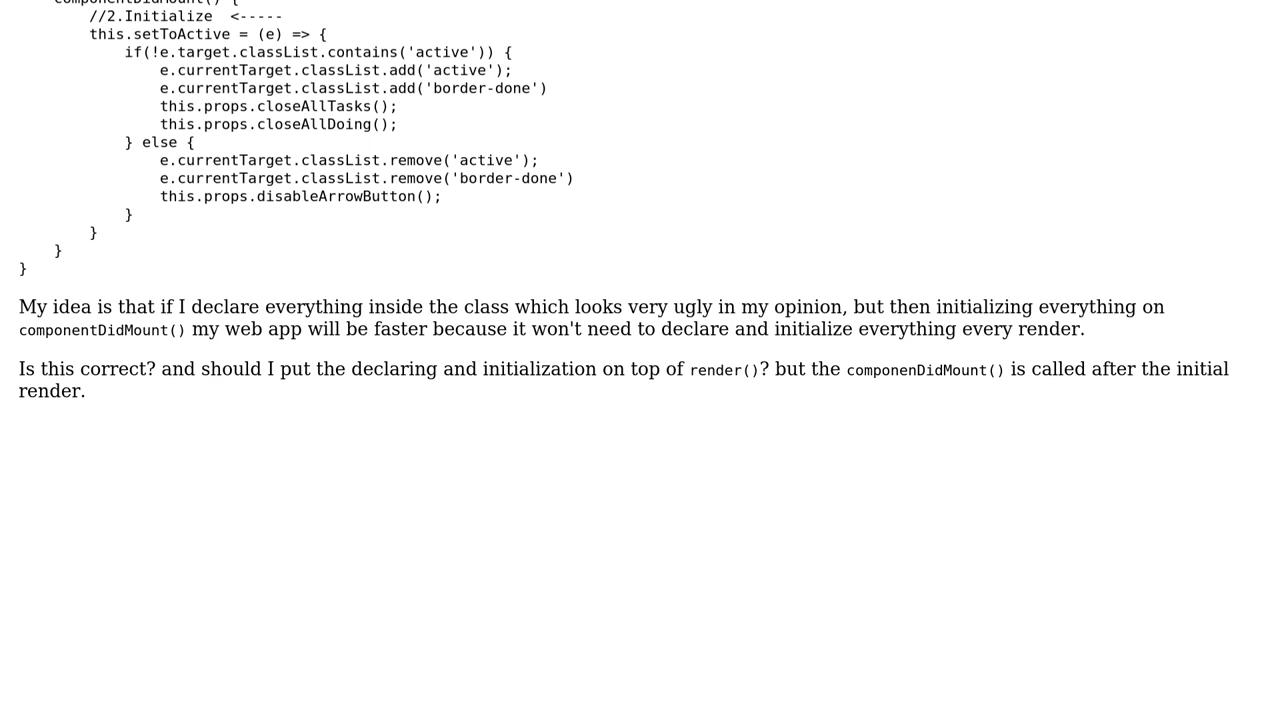 componentDidMount() {
//2.Initialize  <-----
this.setToActive = (e) => {
if(!e.target.classList.contains('active')) {
e.currentTarget.classList.add('active');
e.currentTarget.classList.add('border-done')
this.props.closeAllTasks();
this.props.closeAllDoing();
} else {
e.currentTarget.classList.remove('active');
e.currentTarget.classList.remove('border-done')
this.props.disableArrowButton();
}
}
}
}
My idea is that if I declare everything inside the class which looks very ugly in my opinion, but then initializing everything on
componentDidMount() my web app will be faster because it won't need to declare and initialize everything every render.
Is this correct? and should I put the declaring and initialization on top of render()? but the componenDidMount() is called after the initial
render.